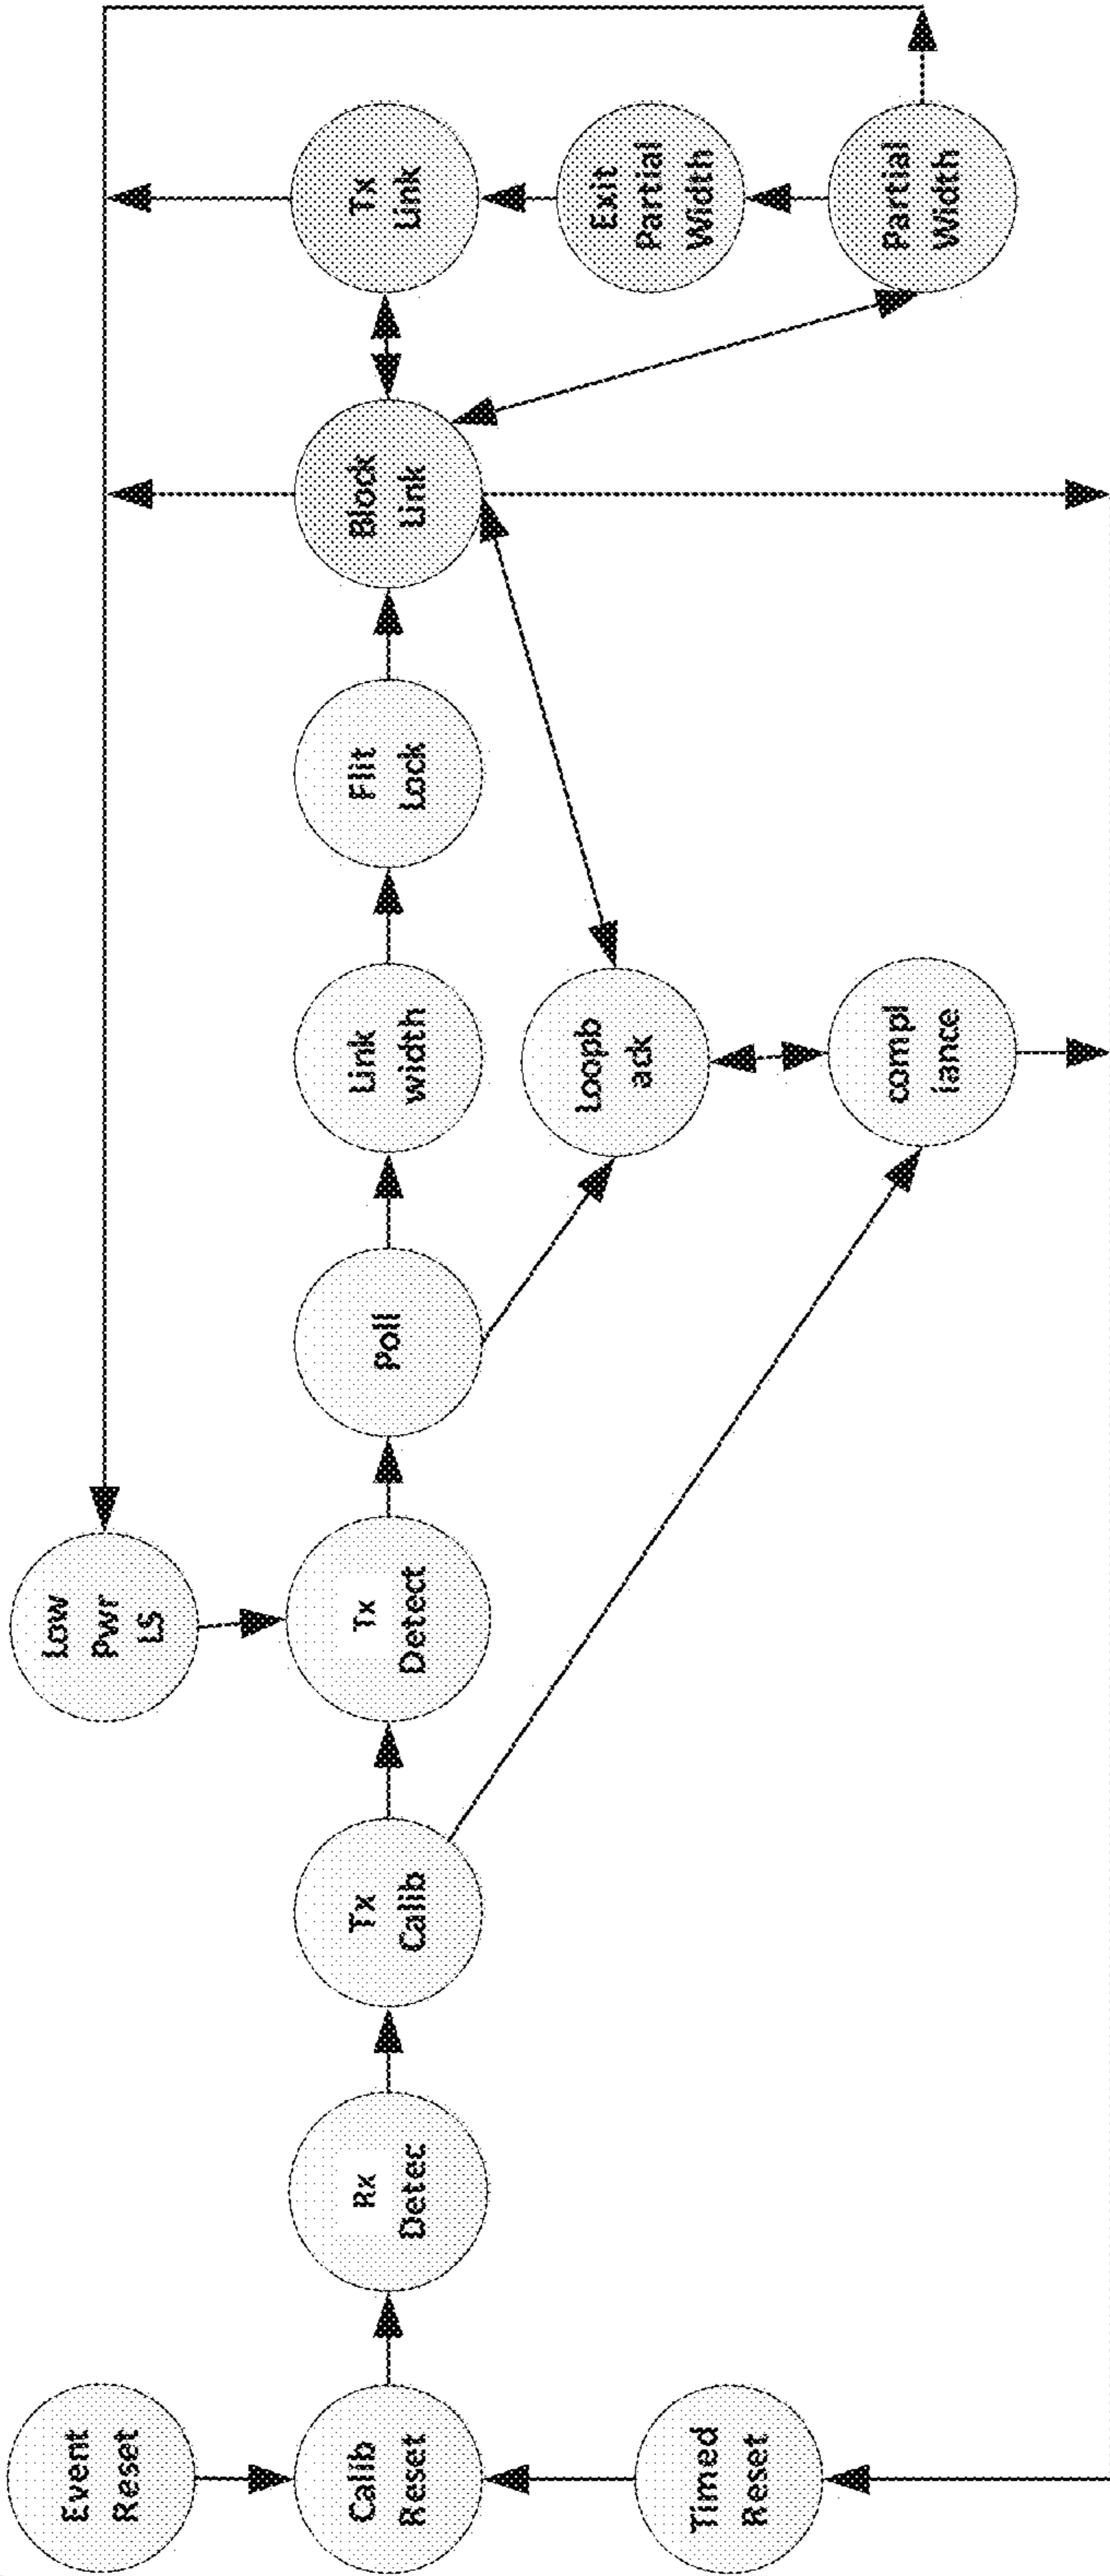 Event
Reset
Calib
Reset
Timed
Reset
Rx
Detec
Tx
Calib
Low
Pwr
LS
Tx
Detect
Poll
Link
width
Loopb
ack
compl
iance
Flit
Lock
Block
Link
Tx
Link
Exit
Partial
Width
Partial
Width